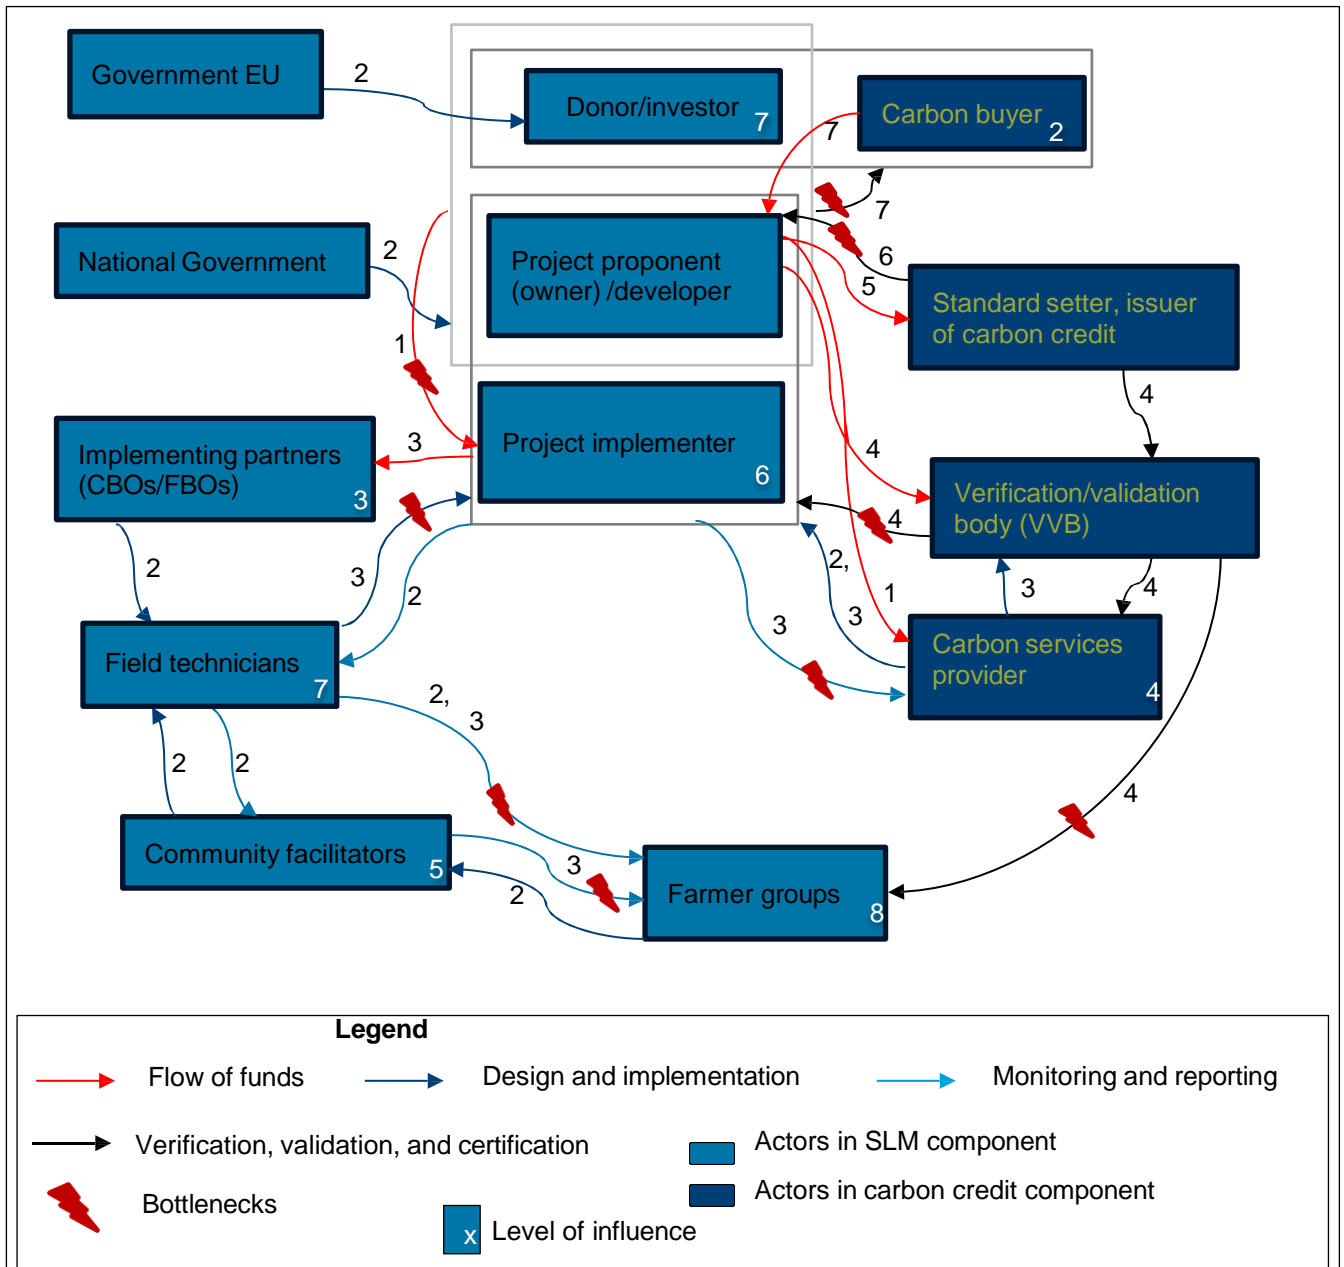 Government EU
2
Donor/investor
7
Carbon buyer
2
7
7
National Government
2
Project proponent
(owner) /developer
6
5
Standard setter, issuer
of carbon credit
1
4
Implementing partners
(CBOs/FBOs)
3
3
Project implementer
6
4
Verification/validation
body (VVB)
4
2
3
2
2,
3
1
3
4
3
Field technicians
7
Carbon services
provider
4
2,
3
2
2
4
Community facilitators
5
3
2
Farmer groups
8
Legend
Flow of funds
Design and implementation
Monitoring and reporting
Verification, validation, and certification
Actors in SLM component
Actors in carbon credit component
Bottlenecks
x
Level of influence